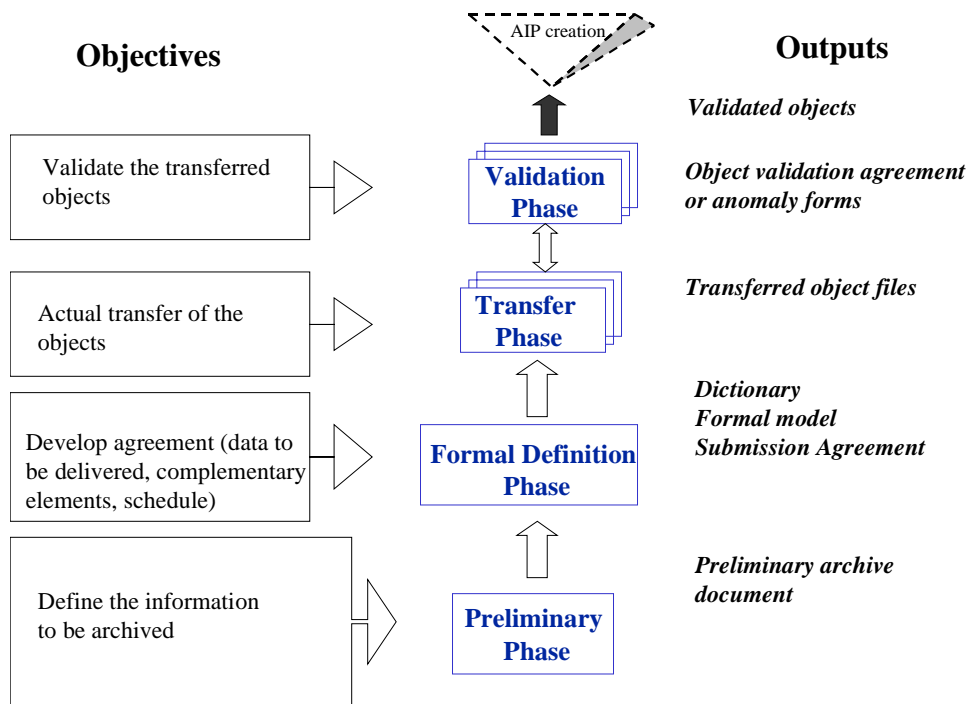 AIP creation
Objectives
Outputs
Validated objects
Validate the transferred
objects
Validation
Phase
Object validation agreement
or anomaly forms
Actual transfer of the
objects
Transfer
Phase
Transferred object files
Develop agreement (data to
be delivered, complementary
elements, schedule)
Formal Definition
Phase
Dictionary
Formal model
Submission Agreement
Define the information
to be archived
Preliminary
Phase
Preliminary archive
document